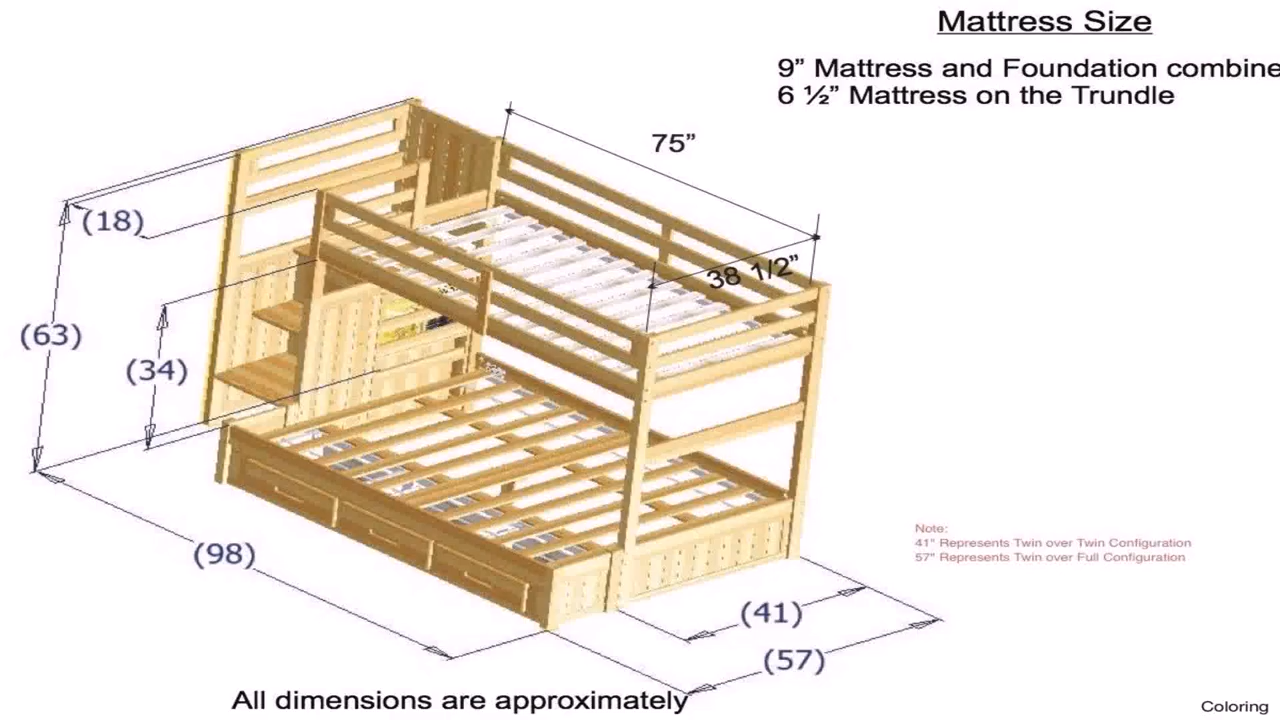 Mattress Size
9” Mattress and Foundation combine
6 ½” Mattress on the Trundle
75”
(18)
38 1/2”
(63)
(34)
Note:
41" Represents Twin over Twin Configuration
57" Represents Twin over Full Configuration
(98)
(41)
(57)
All dimensions are approximately
Coloring